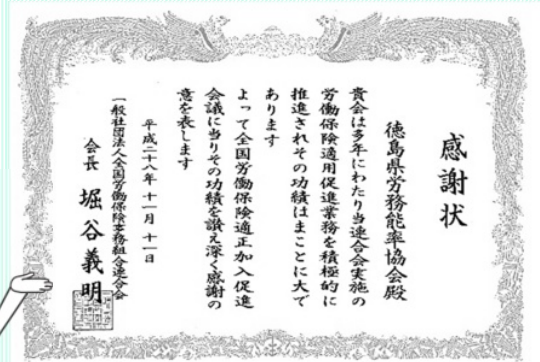 感謝状
徳島県労務能率協会殿
貴会は多年にわたり当連合会実施の
労働保険適用促進業務を積極的に
推進されその功績はまことに大で
あります
よって全国労働保険適正加入促進
会議に当りその功績を讃え深く感謝の
意を表します
平成二十八年十一月十一日
一般社団法人全国労働保険事務組合連合会
会長 堀谷義明